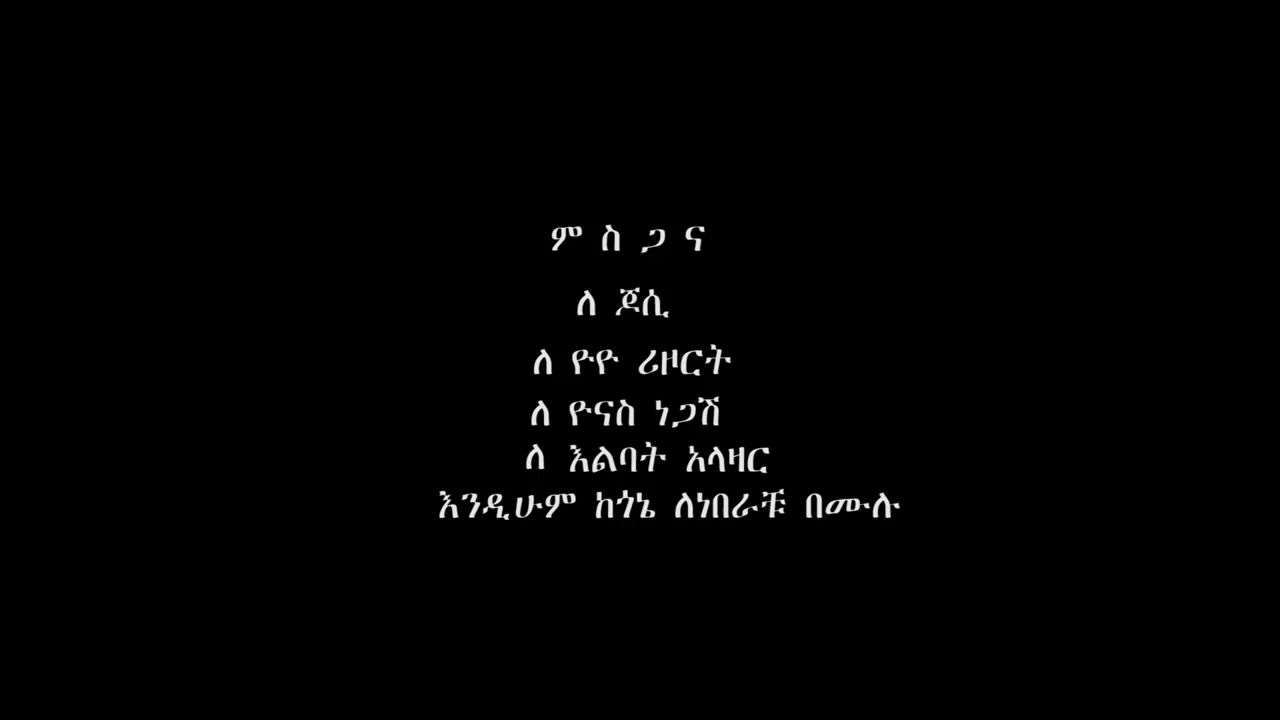 ም ስ ጋ ና
ለ ጆሲ
ለ ዮዮ ሪዞርት
ለ ዮናስ ነጋሽ
ለ እልባት አላዛር
እንዲሁም ከጎኔ ለነበራቹ በሙሉ